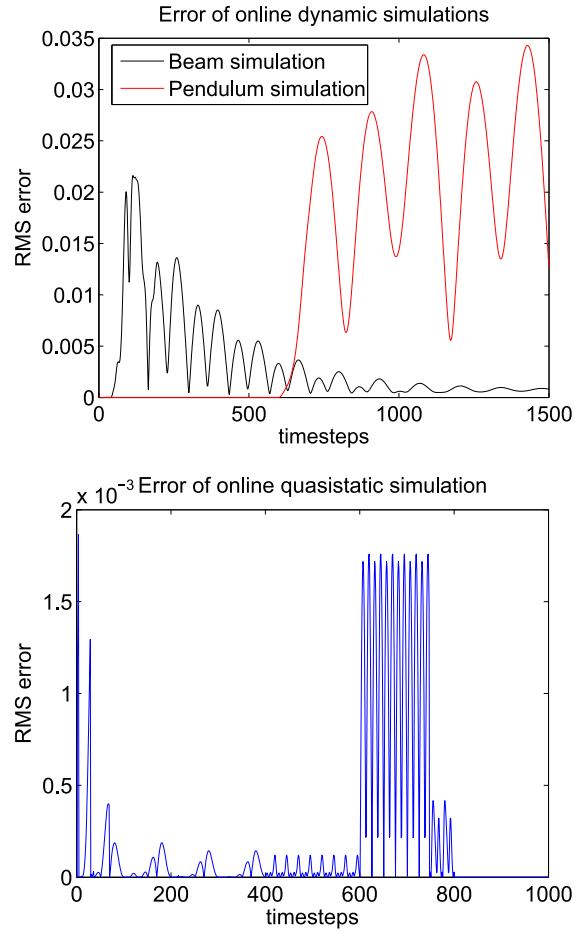 Error of online dynamic simulations
0.035
0.03
0.025
0.02
0.015
0.01
0.005
0
RMS error
Beam simulation
Pendulum simulation
0 500 1000 1500
timesteps
x 10⁻³ Error of online quasistatic simulation
2
1.5
1
0.5
0
RMS error
0 200 400 600 800 1000
timesteps